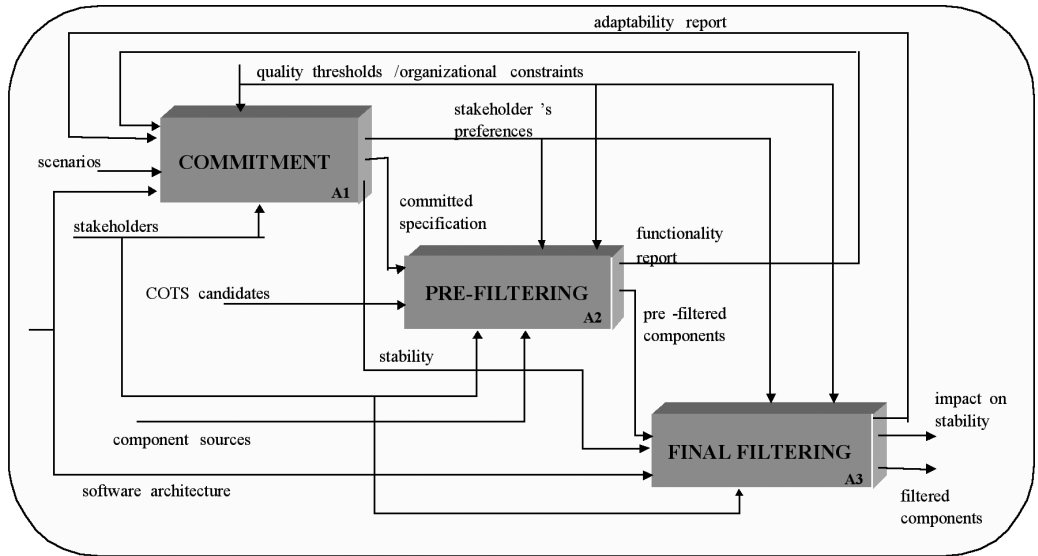 adaptability report
quality thresholds /organizational constraints
stakeholder 's
preferences
COMMITMENT
scenarios
A1
committed
specification
stakeholders
functionality
report
PRE-FILTERING
COTS candidates
A2
pre -filtered
components
stability
impact on
stability
component sources
FINAL FILTERING
A3
software architecture
filtered
components